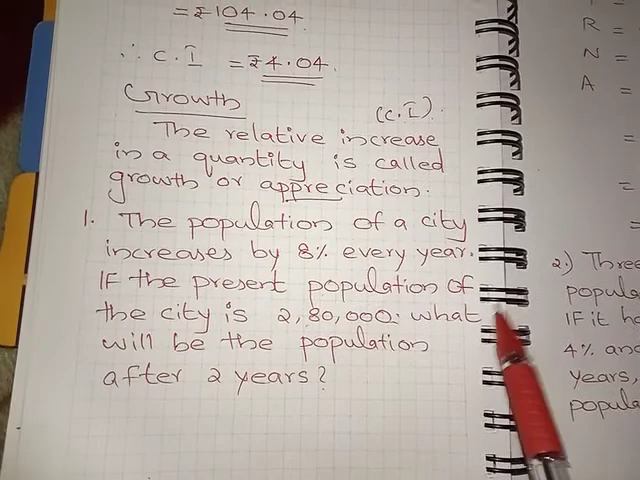 = ₹104.04
∴ C.I = ₹4.04.
Growth (C.I).
The relative increase
in a quantity is called
growth or appreciation.
1. The population of a city
increases by 8% every year.
IF the present population of
the city is 2,80,000. what
will be the population
after 2 years?
R =
N =
A =
=
=
=
2.) Three
popula
IF it ha
4% and
years,
popula